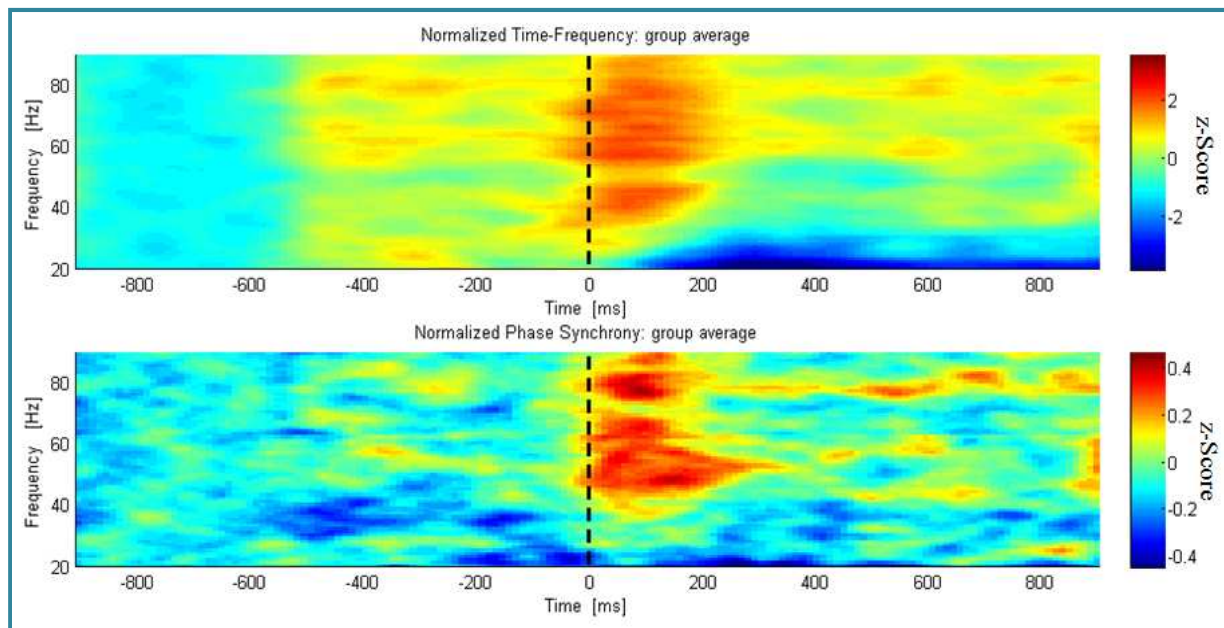 Normalized Time-Frequency: group average
Frequency [Hz]
80
60
40
20
-800 -600 -400 -200 0 200 400 600 800
Time [ms]
2
0
-2
z-Score
Normalized Phase Synchrony: group average
Frequency [Hz]
80
60
40
20
-800 -600 -400 -200 0 200 400 600 800
Time [ms]
0.4
0.2
0
-0.2
-0.4
z-Score